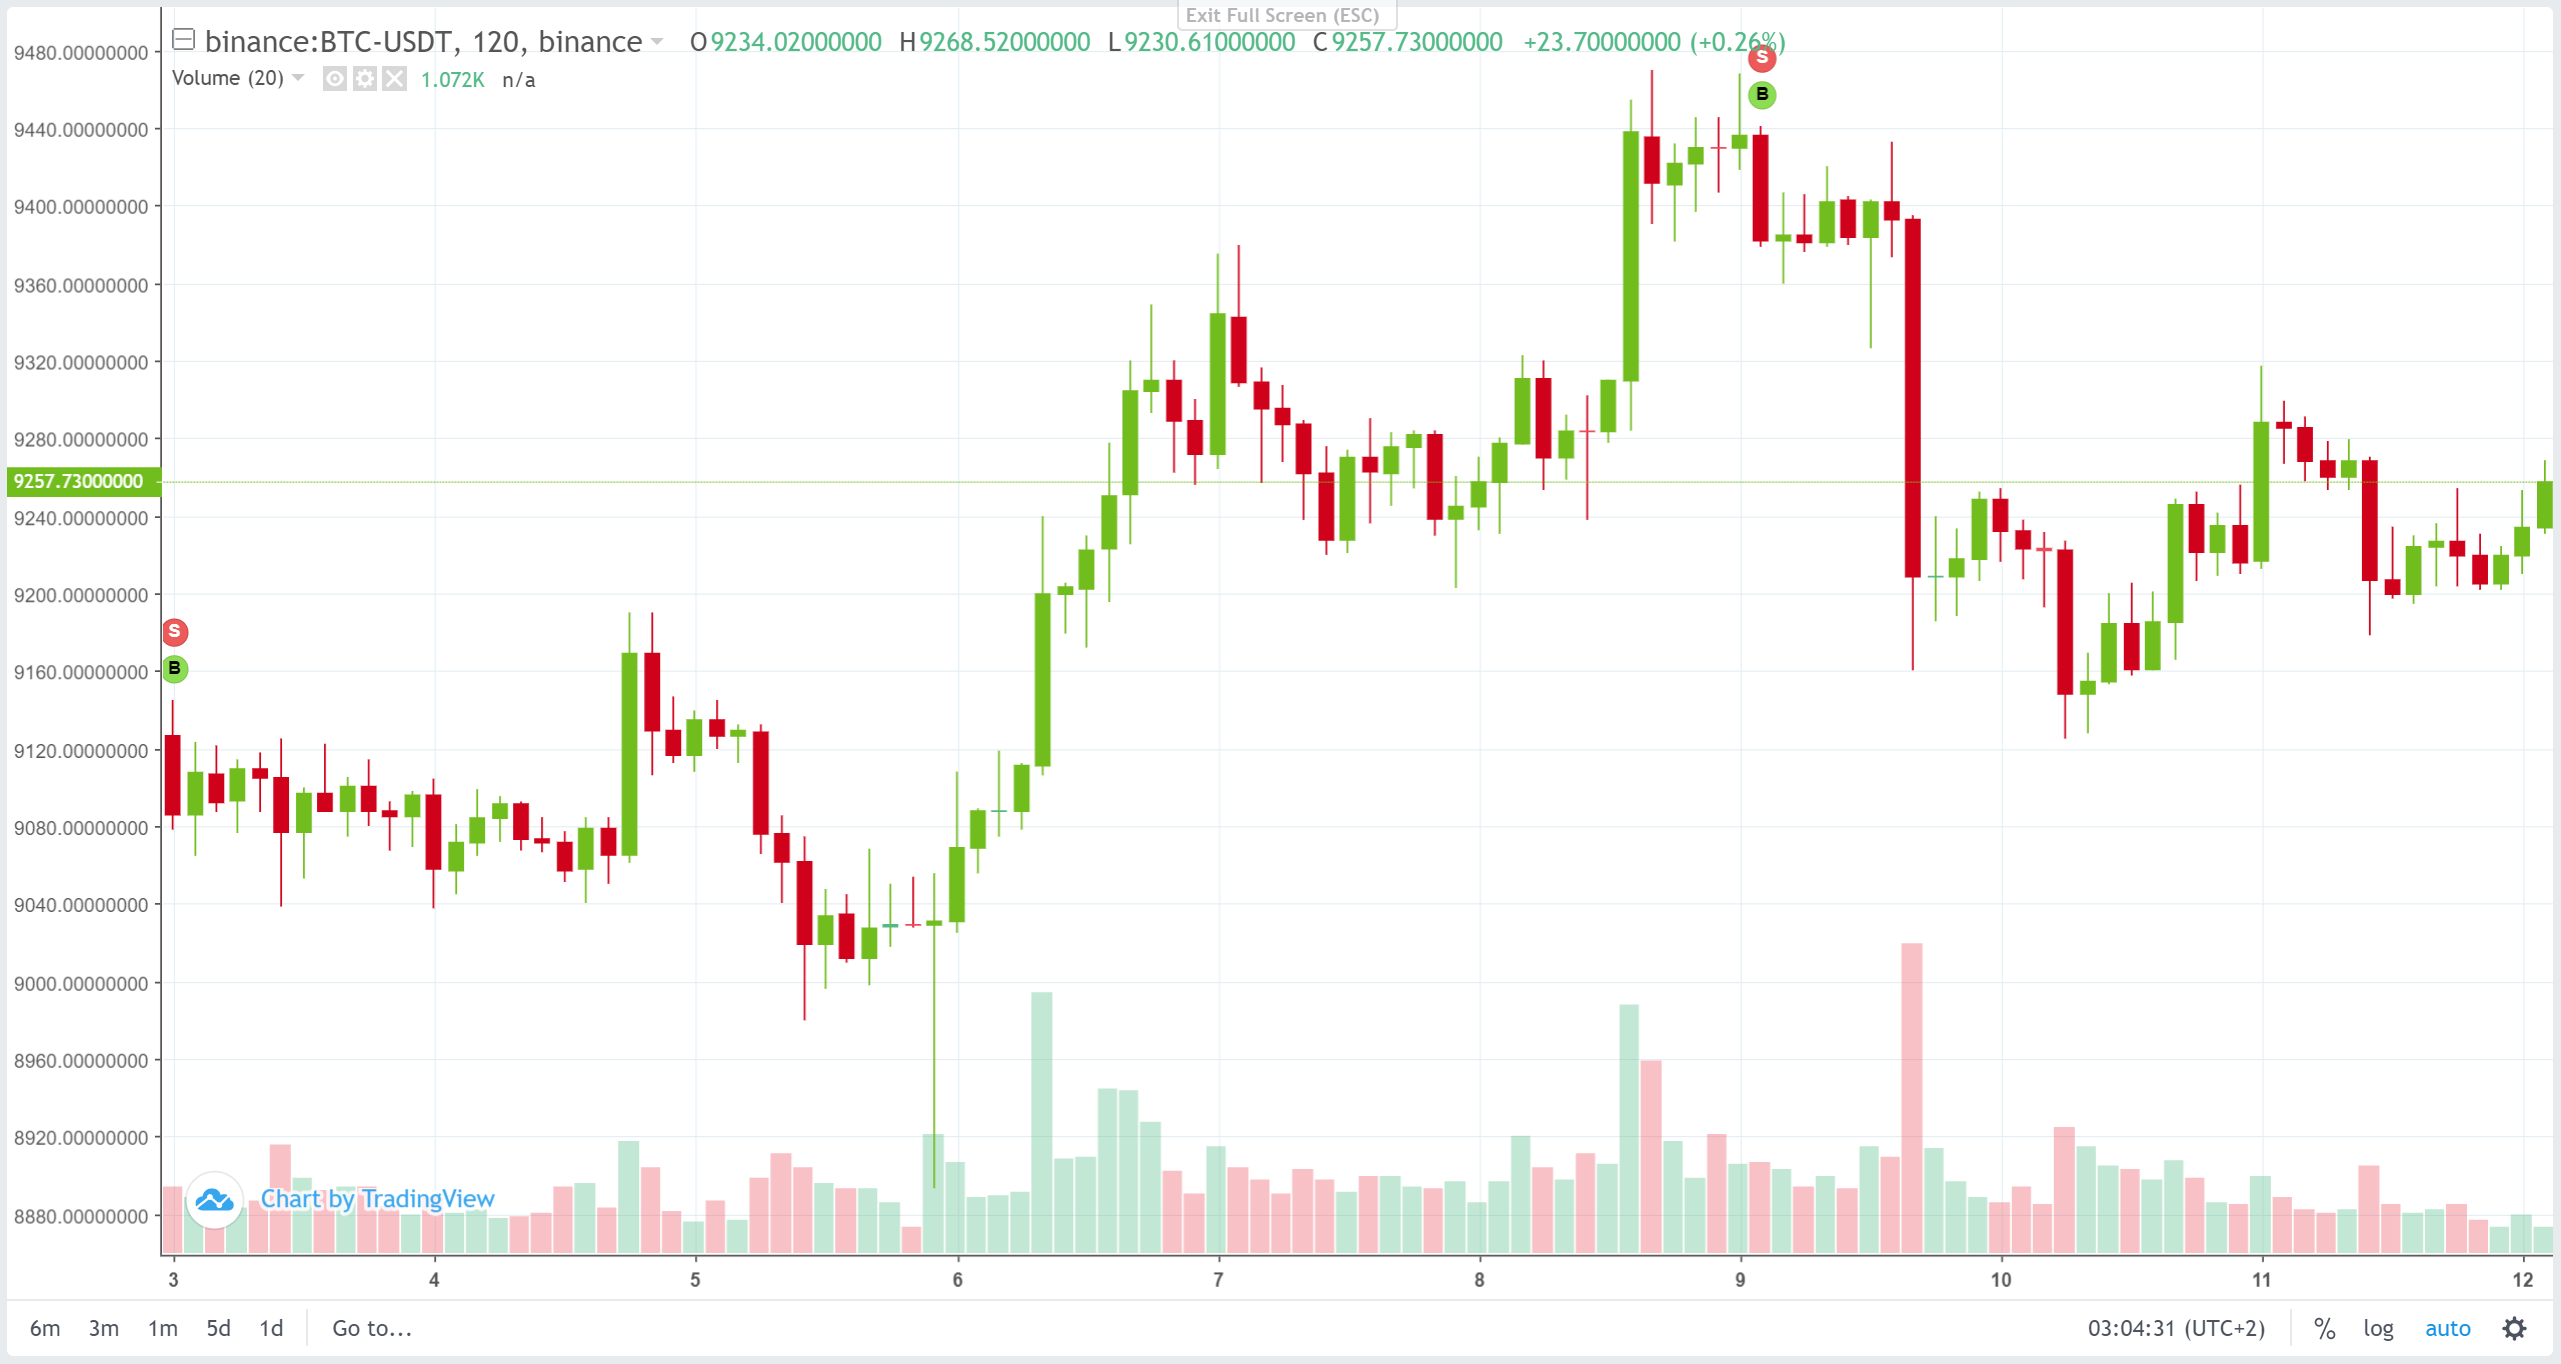 Exit Full Screen (ESC)
binance:BTC-USDT, 120, binance O9234.02000000 H9268.52000000 L9230.61000000 C9257.73000000 +23.70000000 (+0.26%)
Volume (20) 1.072K n/a
S
B
9480.00000000
9440.00000000
9400.00000000
9360.00000000
9320.00000000
9280.00000000
9257.73000000
9240.00000000
9200.00000000
S
B
9160.00000000
9120.00000000
9080.00000000
9040.00000000
9000.00000000
8960.00000000
8920.00000000
8880.00000000
Chart by TradingView
3 4 5 6 7 8 9 10 11 12
6m 3m 1m 5d 1d Go to... 03:04:31 (UTC+2) % log auto